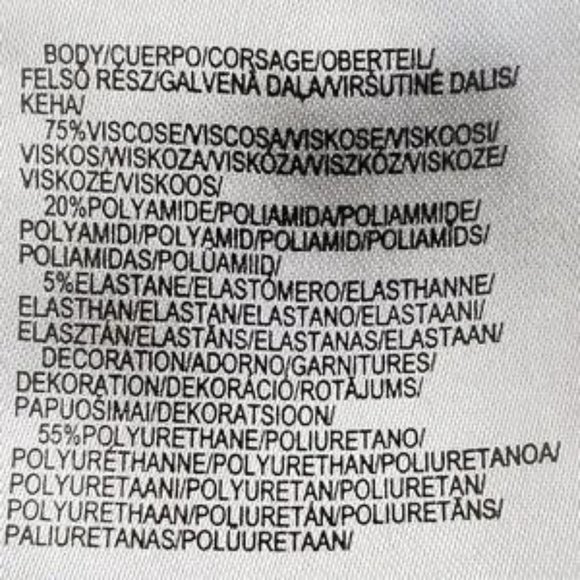 BODY/CUERPO/CORSAGE/OBERTEIL/
FELSŐ RÉSZ/GALVENĀ DAĻA/VIRŠUTINĖ DALIS/
KEHA/
75%VISCOSE/VISCOSA/VISKOSE/VISKOOSI/
VISKOS/WISKOZA/VISKÓZA/VISZKÓZ/VISKOZE/
VISKOZĖ/VISKOOS/
20%POLYAMIDE/POLIAMIDA/POLIAMMIDE/
POLYAMIDI/POLYAMID/POLIAMID/POLIAMĪDS/
POLIAMIDAS/POLÜAMIID/
5%ELASTANE/ELASTÓMERO/ELASTHANNE/
ELASTHAN/ELASTAN/ELASTANO/ELASTAANI/
ELASZTÁN/ELASTĀNS/ELASTANAS/ELASTAAN/
DECORATION/ADORNO/GARNITURES/
DEKORATION/DEKORÁCIÓ/ROTĀJUMS/
PAPUOŠIMAI/DEKORATSIOON/
55%POLYURETHANE/POLIURETANO/
POLYURÉTHANNE/POLYURETHAN/POLIURETANOA/
POLYURETAANI/POLYURETAN/POLIURETAN/
POLYURETHAAN/POLIURETÁN/POLIURETĀNS/
PALIURETANAS/POLÜURETAAN/